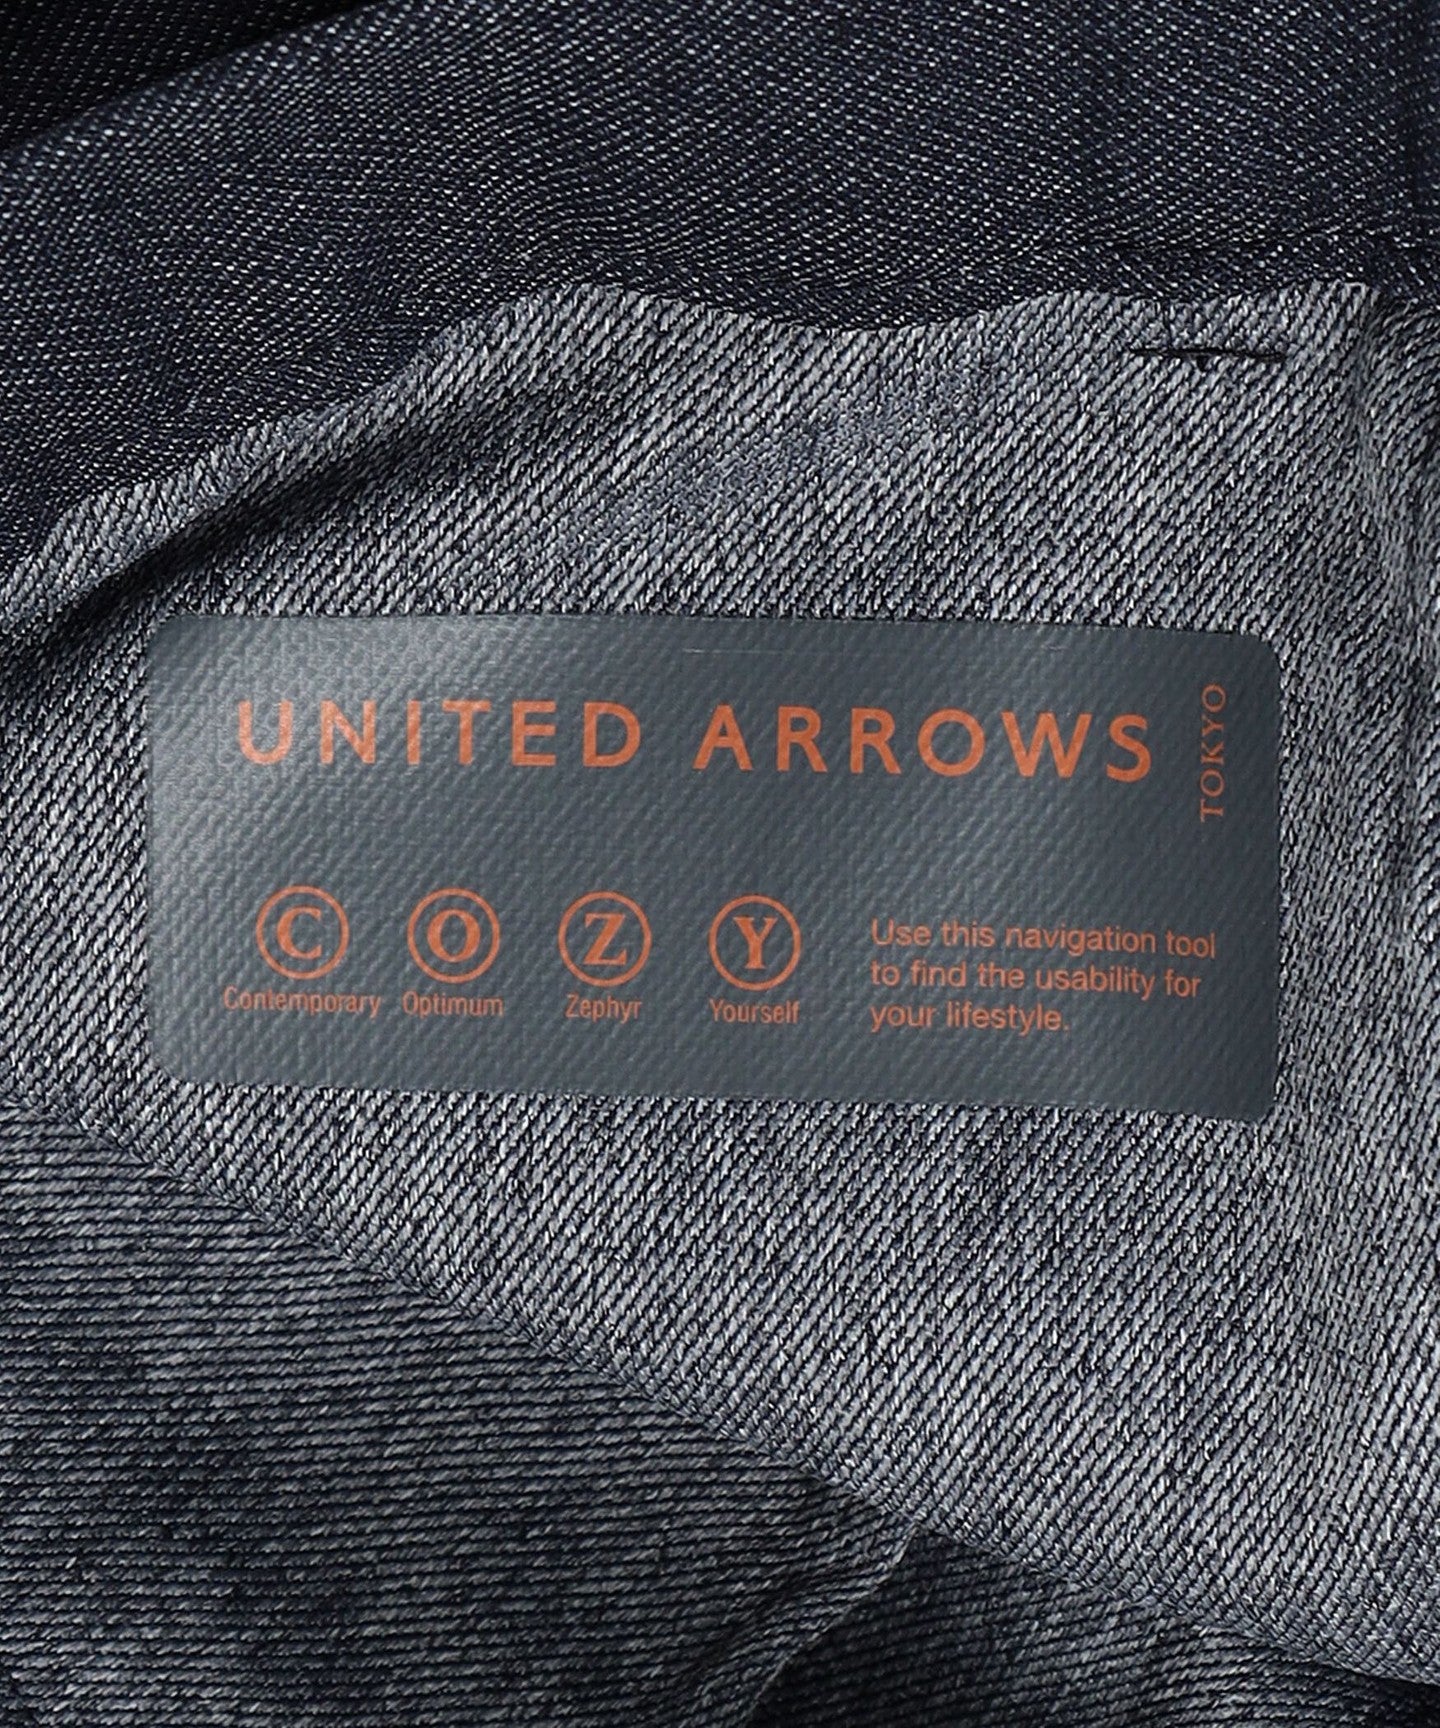 UNITED ARROWS
TOKYO
C O Z Y
Contemporary Optimum Zephyr Yourself
Use this navigation tool
to find the usability for
your lifestyle.